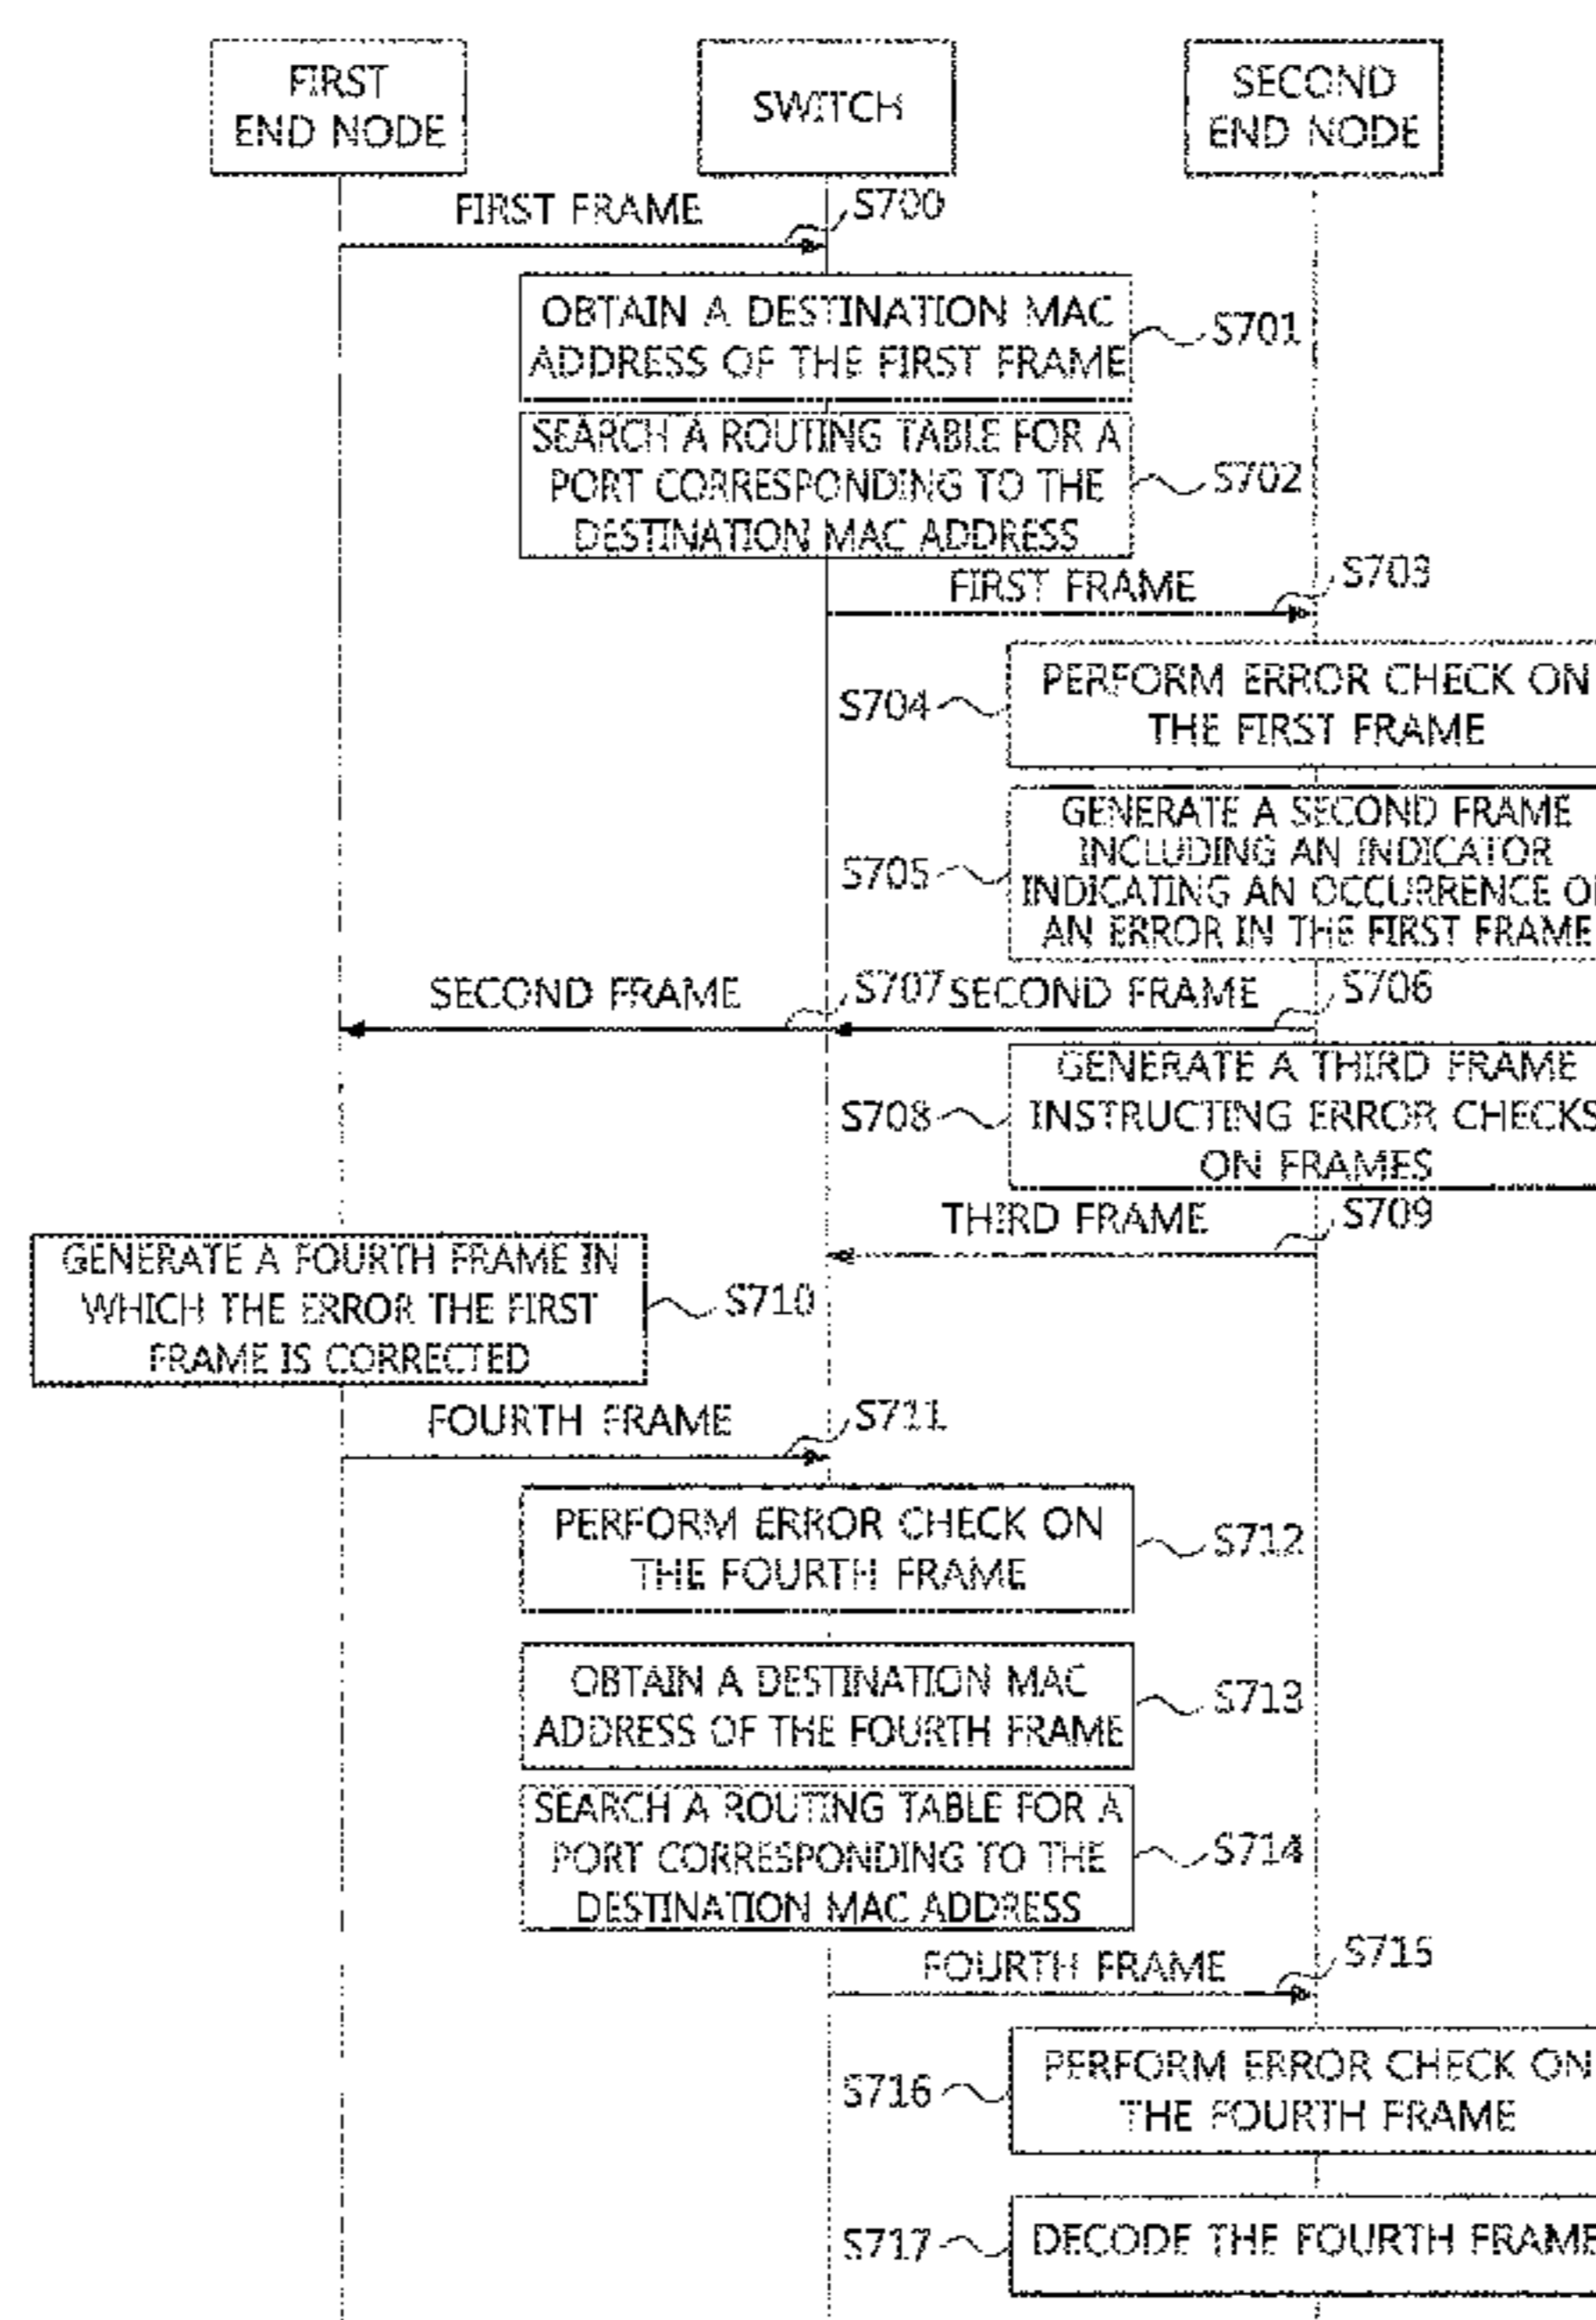 FIRST
END NODE
SWITCH
SECOND
END NODE
FIRST FRAME
S700
OBTAIN A DESTINATION MAC
ADDRESS OF THE FIRST FRAME
S701
SEARCH A ROUTING TABLE FOR A
PORT CORRESPONDING TO THE
DESTINATION MAC ADDRESS
S702
FIRST FRAME
S703
PERFORM ERROR CHECK ON
THE FIRST FRAME
S704
GENERATE A SECOND FRAME
INCLUDING AN INDICATOR
INDICATING AN OCCURRENCE
AN ERROR IN THE FIRST FRAME
S705
SECOND FRAME
S707
SECOND FRAME
S706
GENERATE A THIRD FRAME
INSTRUCTING ERROR CHECKS
ON FRAMES
S708
THIRD FRAME
S709
GENERATE A FOURTH FRAME IN
WHICH THE ERROR THE FIRST
FRAME IS CORRECTED
S710
FOURTH FRAME
S711
PERFORM ERROR CHECK ON
THE FOURTH FRAME
S712
OBTAIN A DESTINATION MAC
ADDRESS OF THE FOURTH FRAME
S713
SEARCH A ROUTING TABLE FOR A
PORT CORRESPONDING TO THE
DESTINATION MAC ADDRESS
S714
FOURTH FRAME
S715
PERFORM ERROR CHECK ON
THE FOURTH FRAME
S716
DECODE THE FOURTH FRAME
S717